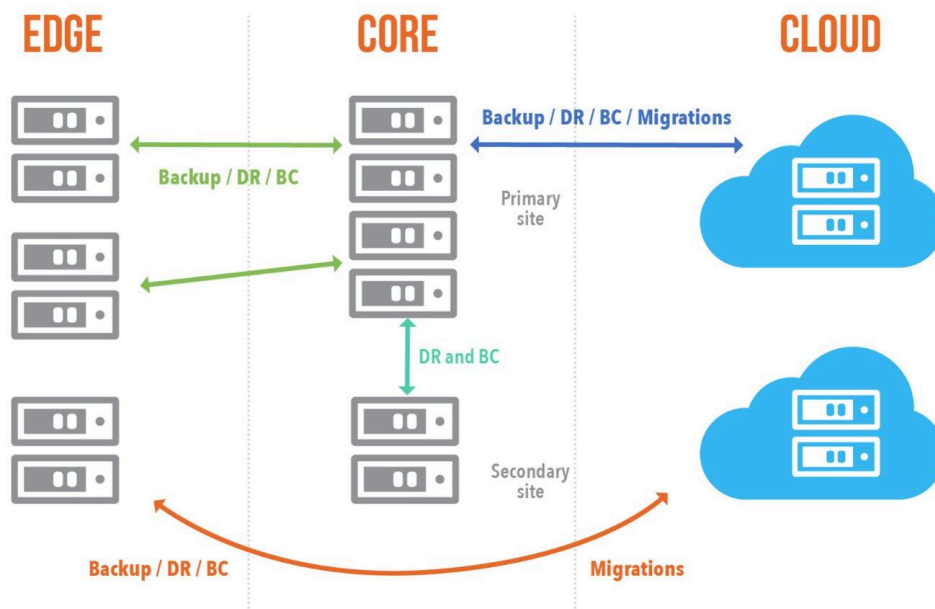 EDGE
CORE
CLOUD
Backup / DR / BC / Migrations
Backup / DR / BC
Primary
site
DR and BC
Secondary
site
Backup / DR / BC
Migrations